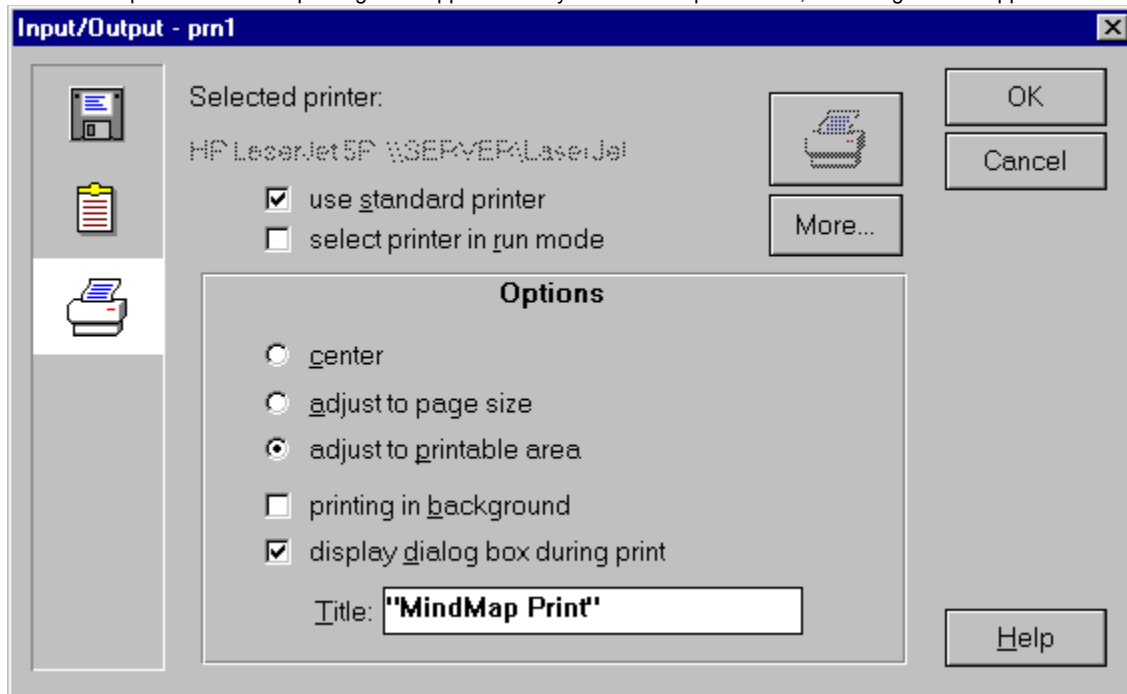 Input/Output - prn1
Selected printer:
HP LaserJet 5P \\SERVER\LaserJet
use standard printer
select printer in run mode
More...
OK
Cancel
Options
center
adjust to page size
adjust to printable area
printing in background
display dialog box during print
Title: "MindMap Print"
Help